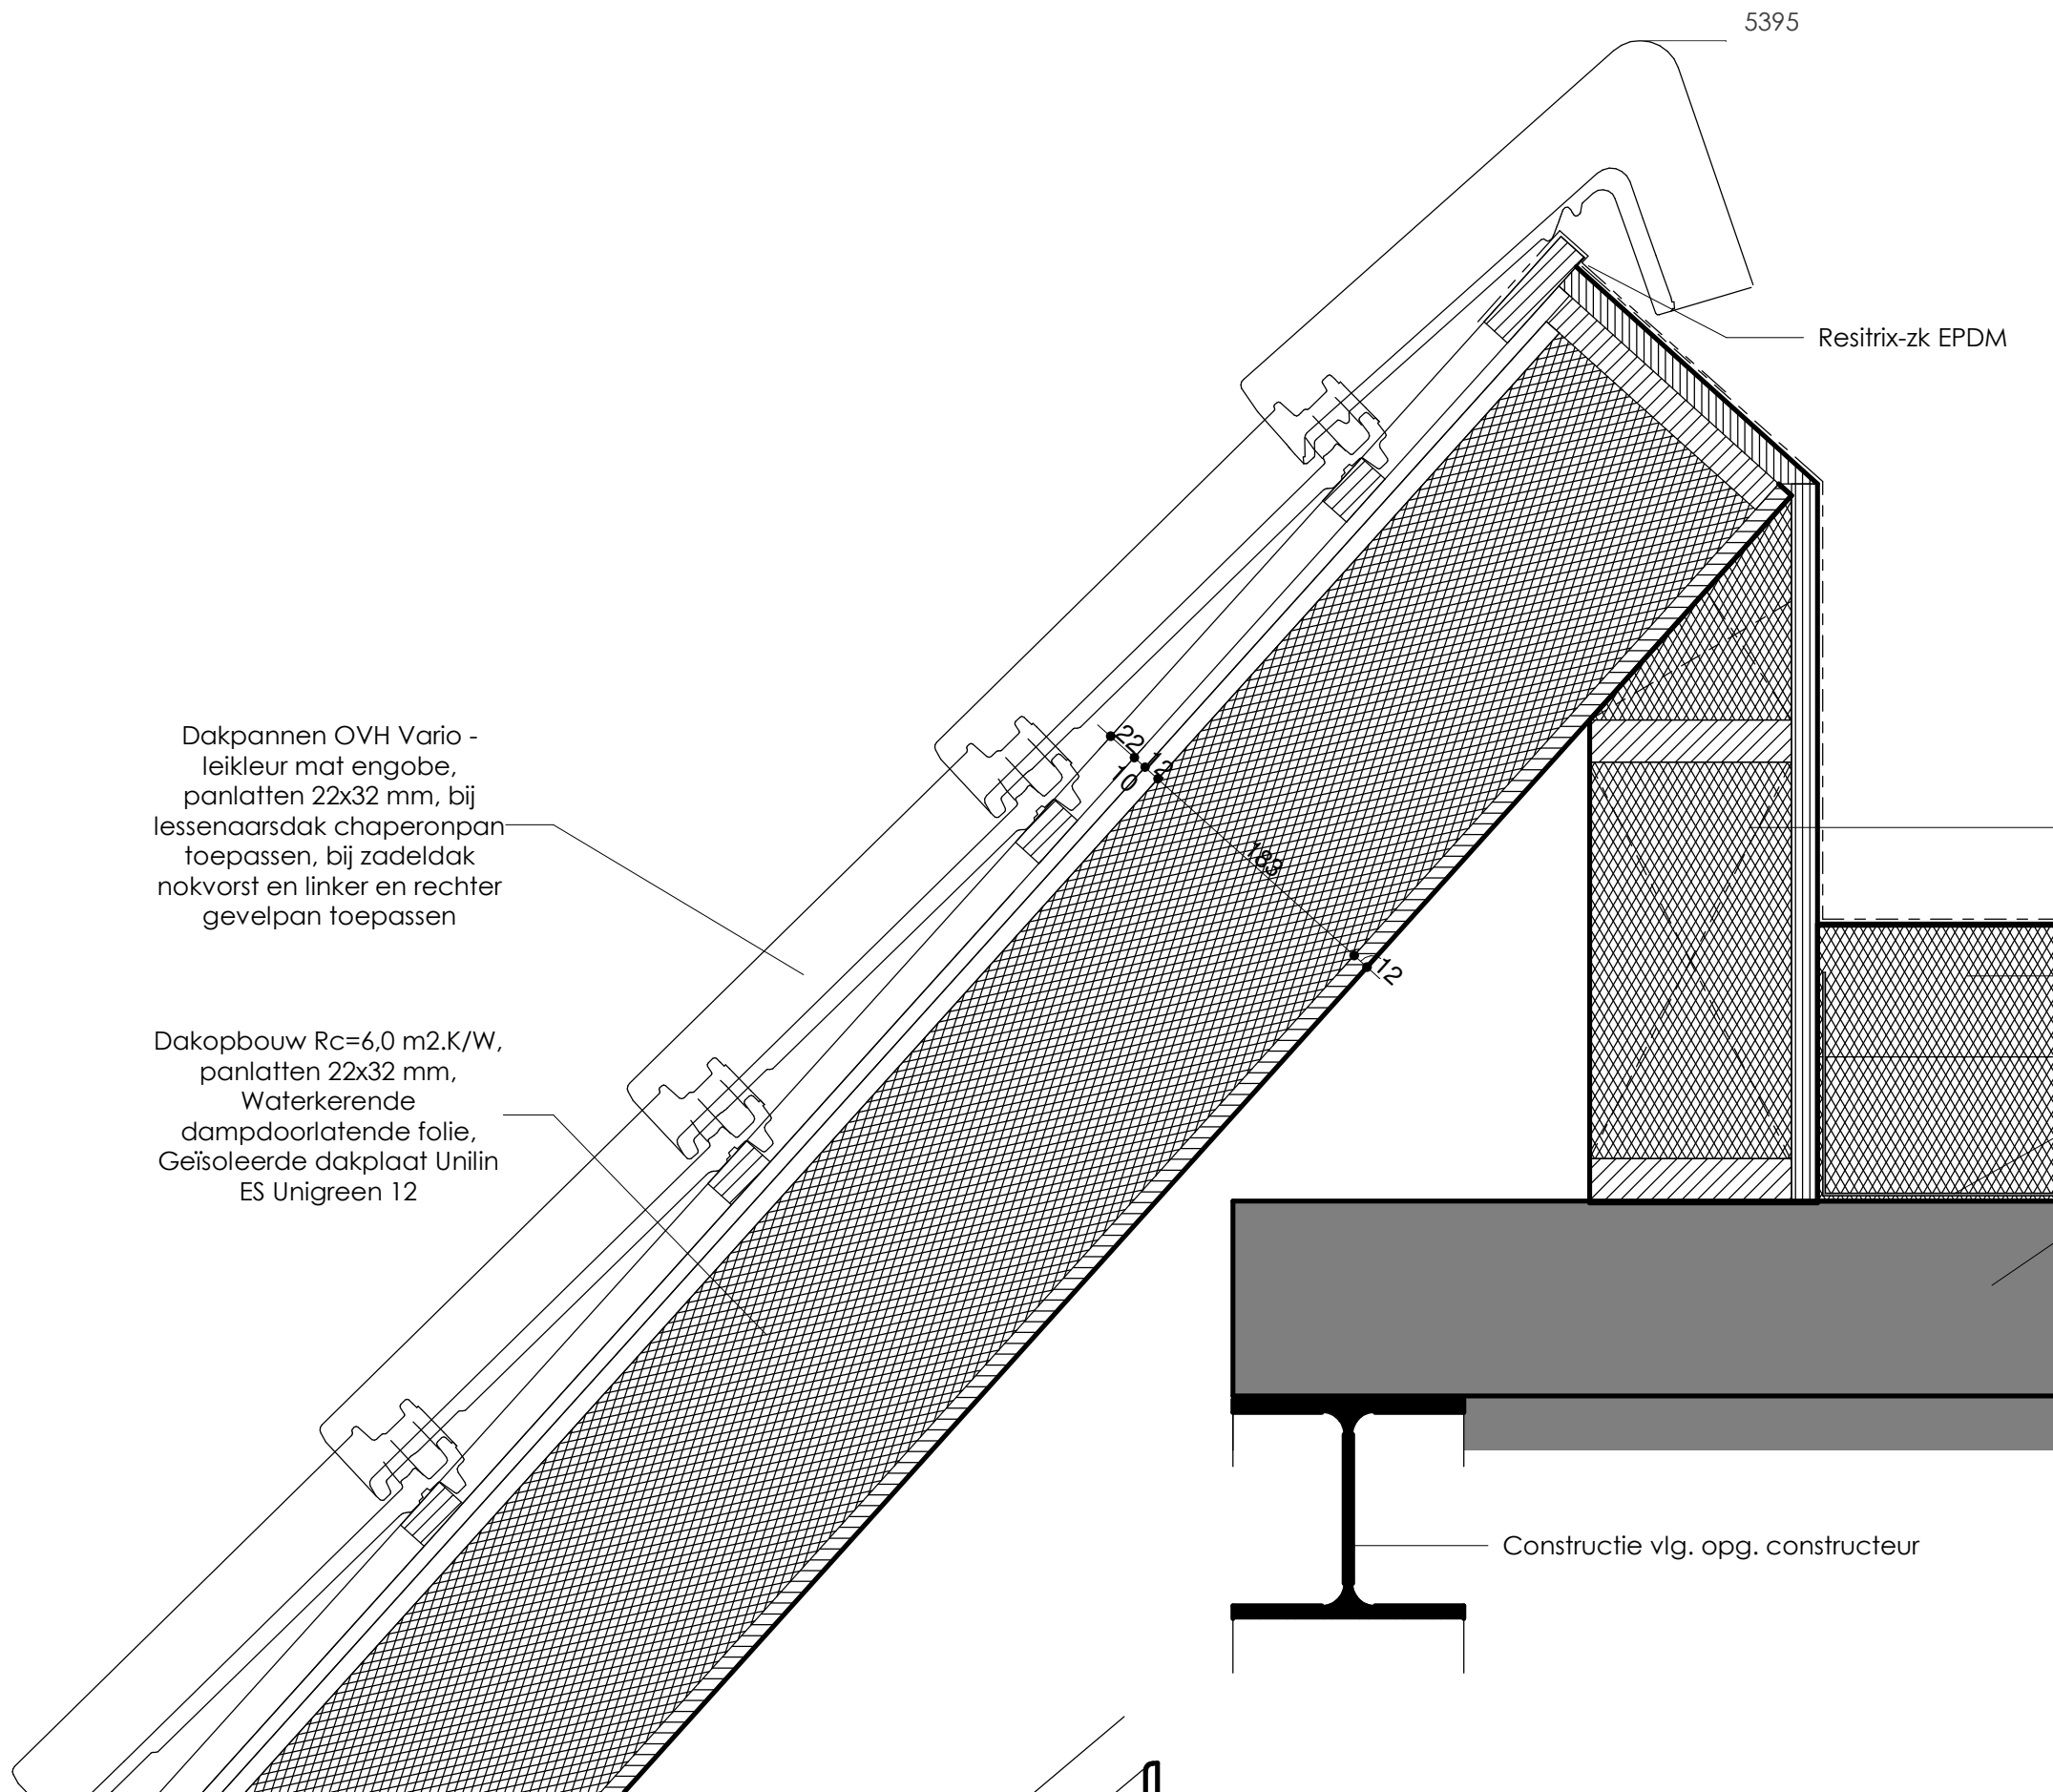 5395
Resitrix-zk EPDM
Dakpannen OVH Vario -
leikleur mat engobe,
panlatten 22x32 mm, bij
lessenaarsdak chaperonpan
toepassen, bij zadeldak
nokvorst en linker en rechter
gevelpan toepassen
22
12
10
183
12
Dakopbouw Rc=6,0 m2.K/W,
panlatten 22x32 mm,
Waterkerende
dampdoorlatende folie,
Geïsoleerde dakplaat Unilin
ES Unigreen 12
Constructie vlg. opg. constructeur